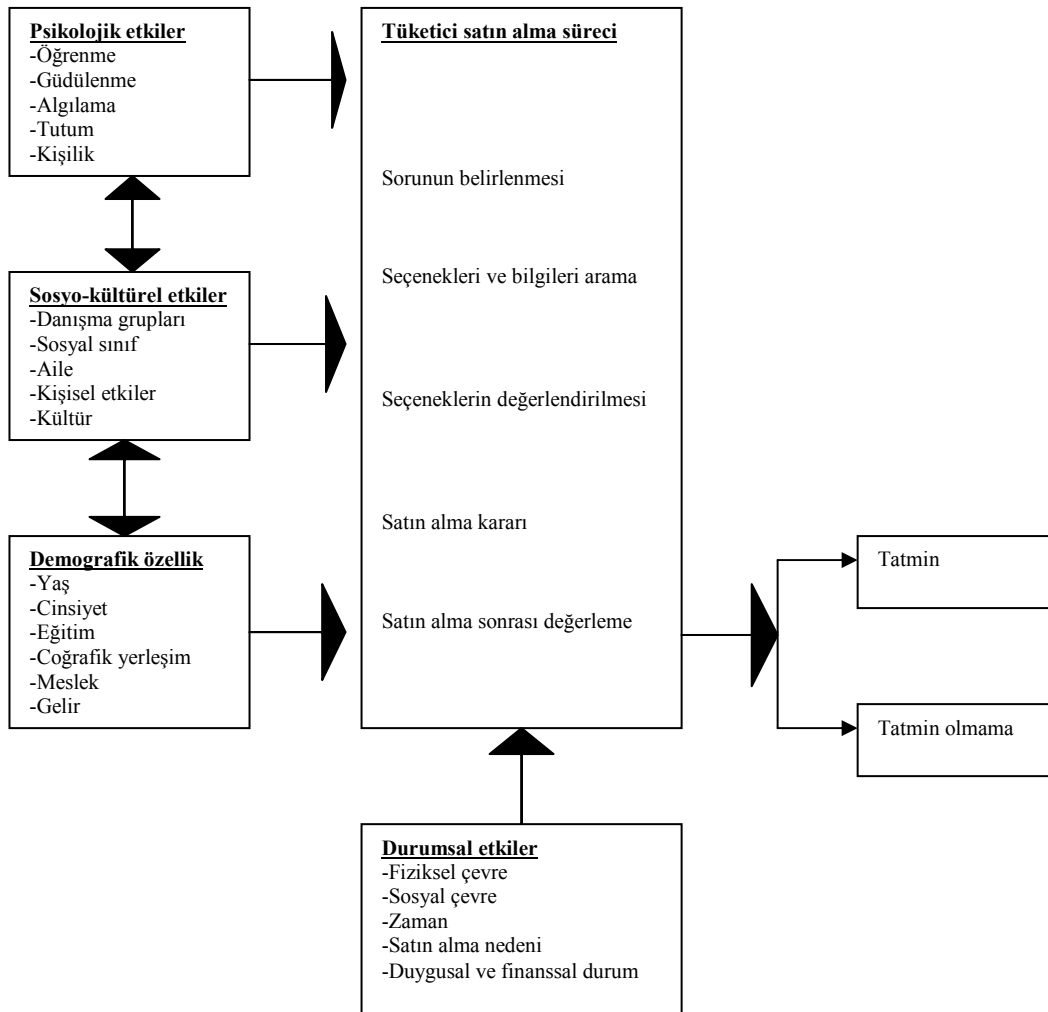 Psikolojik etkiler
-Öğrenme
-Güdülenme
-Algılama
-Tutum
-Kişilik
Sosyo-kültürel etkiler
-Danışma grupları
-Sosyal sınıf
-Aile
-Kişisel etkiler
-Kültür
Demografik özellik
-Yaş
-Cinsiyet
-Eğitim
-Coğrafik yerleşim
-Meslek
-Gelir
Tüketici satın alma süreci
Sorunun belirlenmesi
Seçenekleri ve bilgileri arama
Seçeneklerin değerlendirilmesi
Satın alma kararı
Satın alma sonrası değerleme
Tatmin
Tatmin olmama
Durumsal etkiler
-Fiziksel çevre
-Sosyal çevre
-Zaman
-Satın alma nedeni
-Duygusal ve finanssal durum